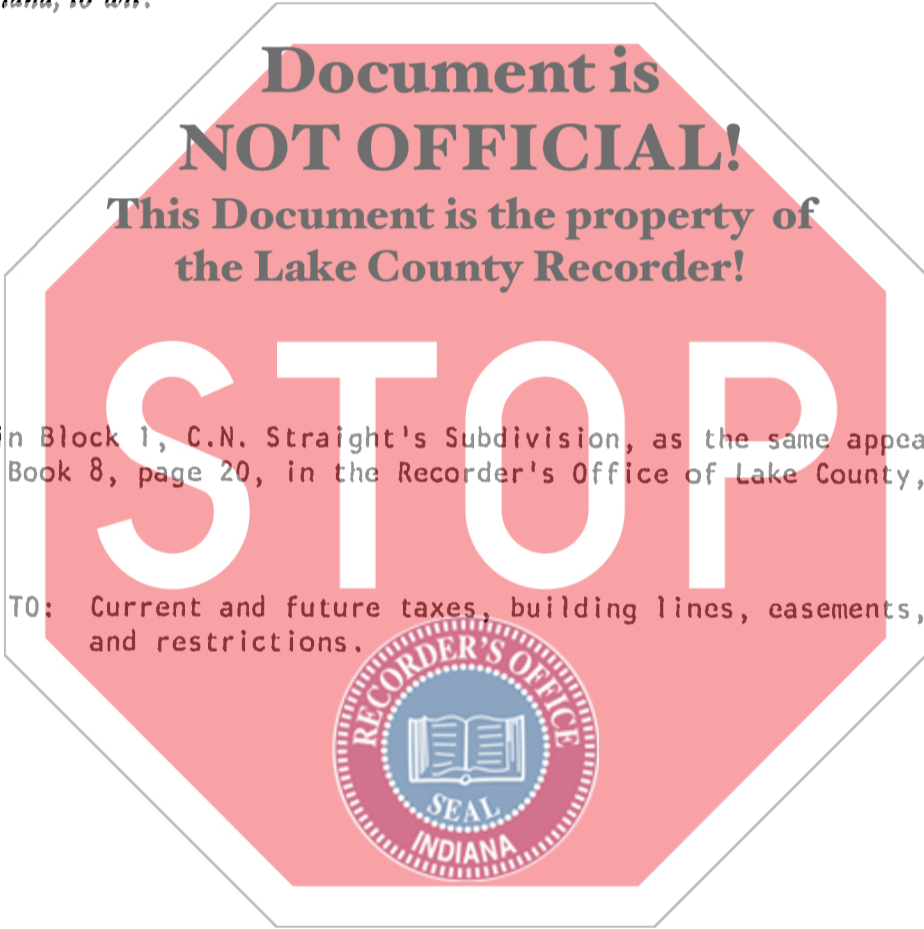 to wit:
Document is
NOT OFFICIAL!
This Document is the property of
the Lake County Recorder!
STOP
in Block 1, C.N. Straight's Subdivision, as the same appea
Book 8, page 20, in the Recorder's Office of Lake County,
TO: Current and future taxes, building lines, easements,
and restrictions.
RECORDER'S OFFICE
SEAL
INDIANA